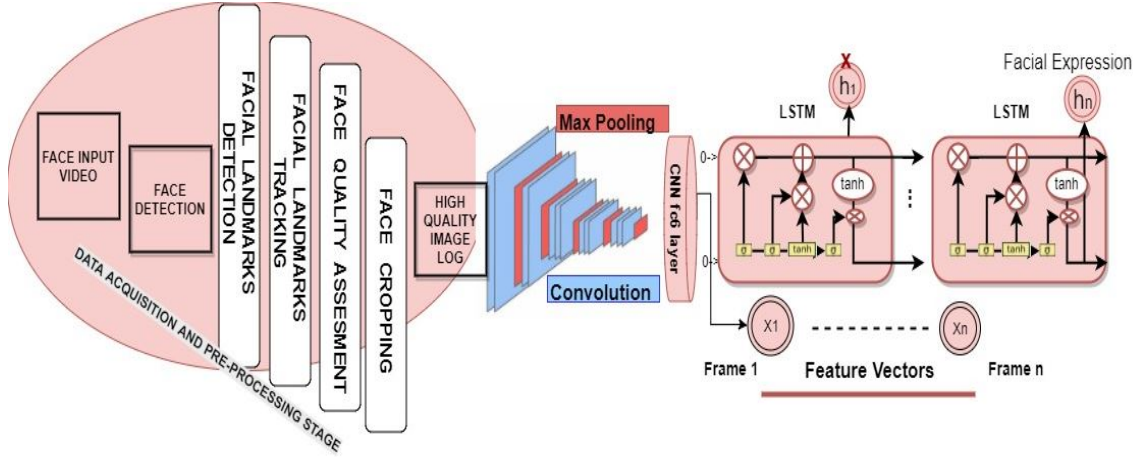 FACE INPUT
VIDEO
FACE
DETECTION
FACIAL LANDMARKS
DETECTION
FACIAL LANDMARKS
TRACKING
FACE QUALITY ASSESMENT
FACE CROPPING
HIGH
QUALITY
IMAGE
LOG
DATA ACQUISITION AND PRE-PROCESSING STAGE
Max Pooling
Convolution
CNN fc6 layer
0->
0->
X
h1
LSTM
tanh
σ
σ
tanh
σ
X1
Frame 1
Feature Vectors
Facial Expression
hn
LSTM
tanh
σ
σ
tanh
σ
Xn
Frame n